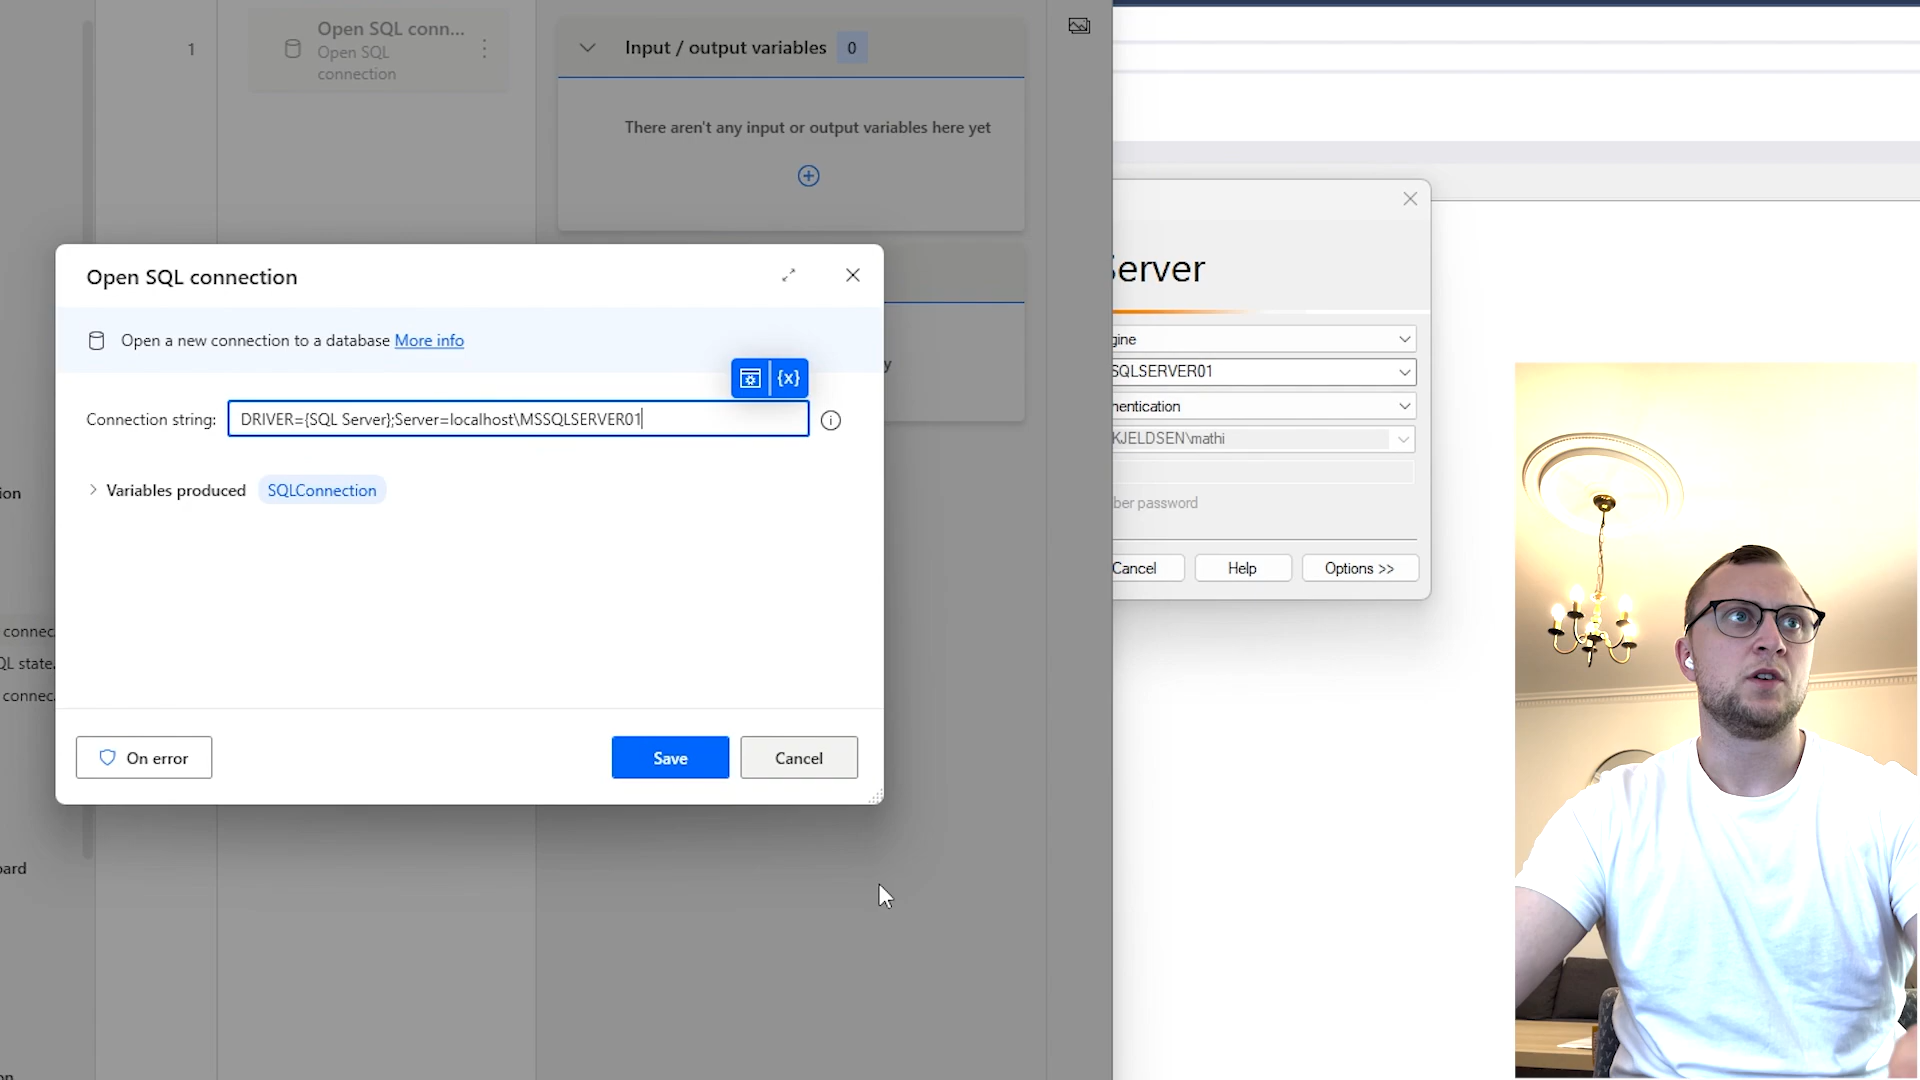 1
Open SQL conn...
Open SQL
connection
Input / output variables 0
There aren't any input or output variables here yet
Open SQL connection
Open a new connection to a database More info
{x}
Connection string: DRIVER={SQL Server};Server=localhost\MSSQLSERVER01
Variables produced SQLConnection
On error
Save
Cancel
ion
connec.
QL state.
connec.
oard
y
Server
gine
SQLSERVER01
hentication
KJELDSEN\mathi
ber password
Cancel
Help
Options >>